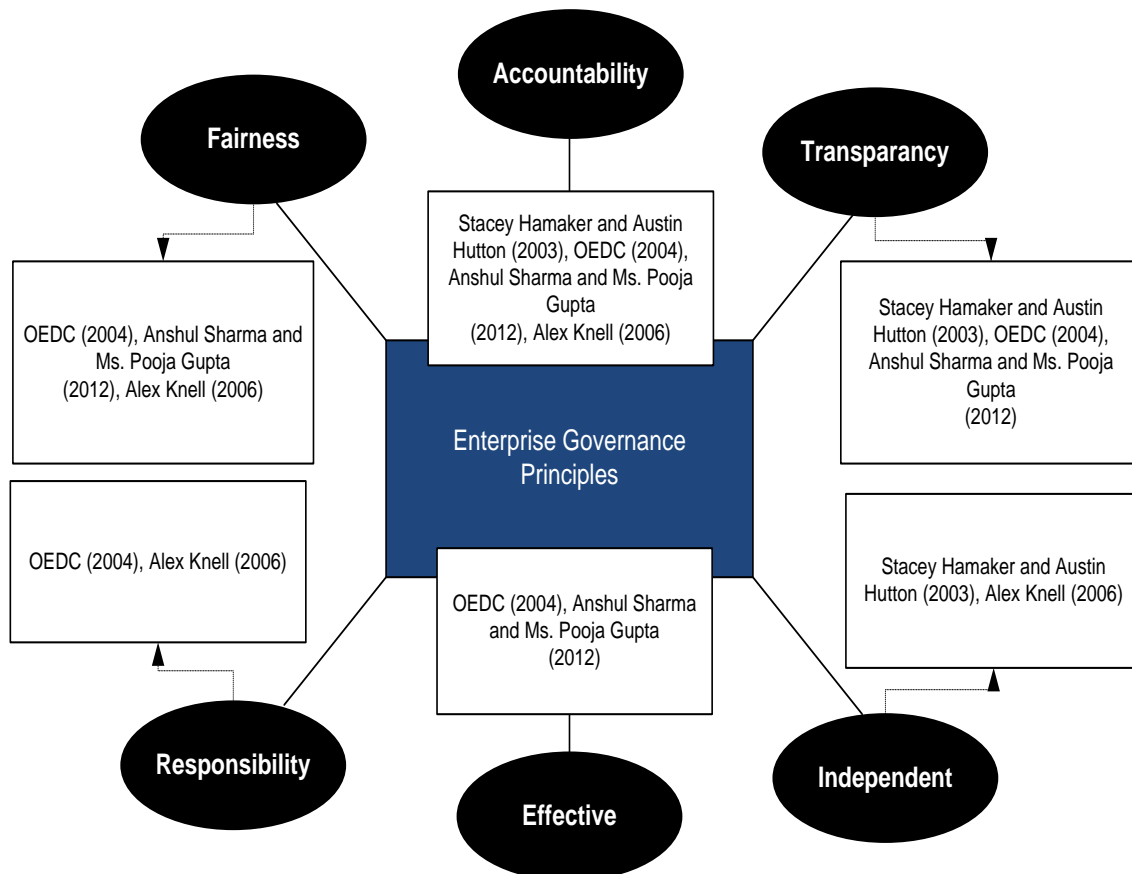 Accountability
Fairness
Transparancy
Stacey Hamaker and Austin
Hutton (2003), OEDC (2004),
Anshul Sharma and Ms. Pooja
Gupta
(2012), Alex Knell (2006)
OEDC (2004), Anshul Sharma and
Ms. Pooja Gupta
(2012), Alex Knell (2006)
Stacey Hamaker and Austin
Hutton (2003), OEDC (2004),
Anshul Sharma and Ms. Pooja
Gupta
(2012)
Enterprise Governance
Principles
OEDC (2004), Alex Knell (2006)
OEDC (2004), Anshul Sharma
and Ms. Pooja Gupta
(2012)
Stacey Hamaker and Austin
Hutton (2003), Alex Knell (2006)
Responsibility
Effective
Independent